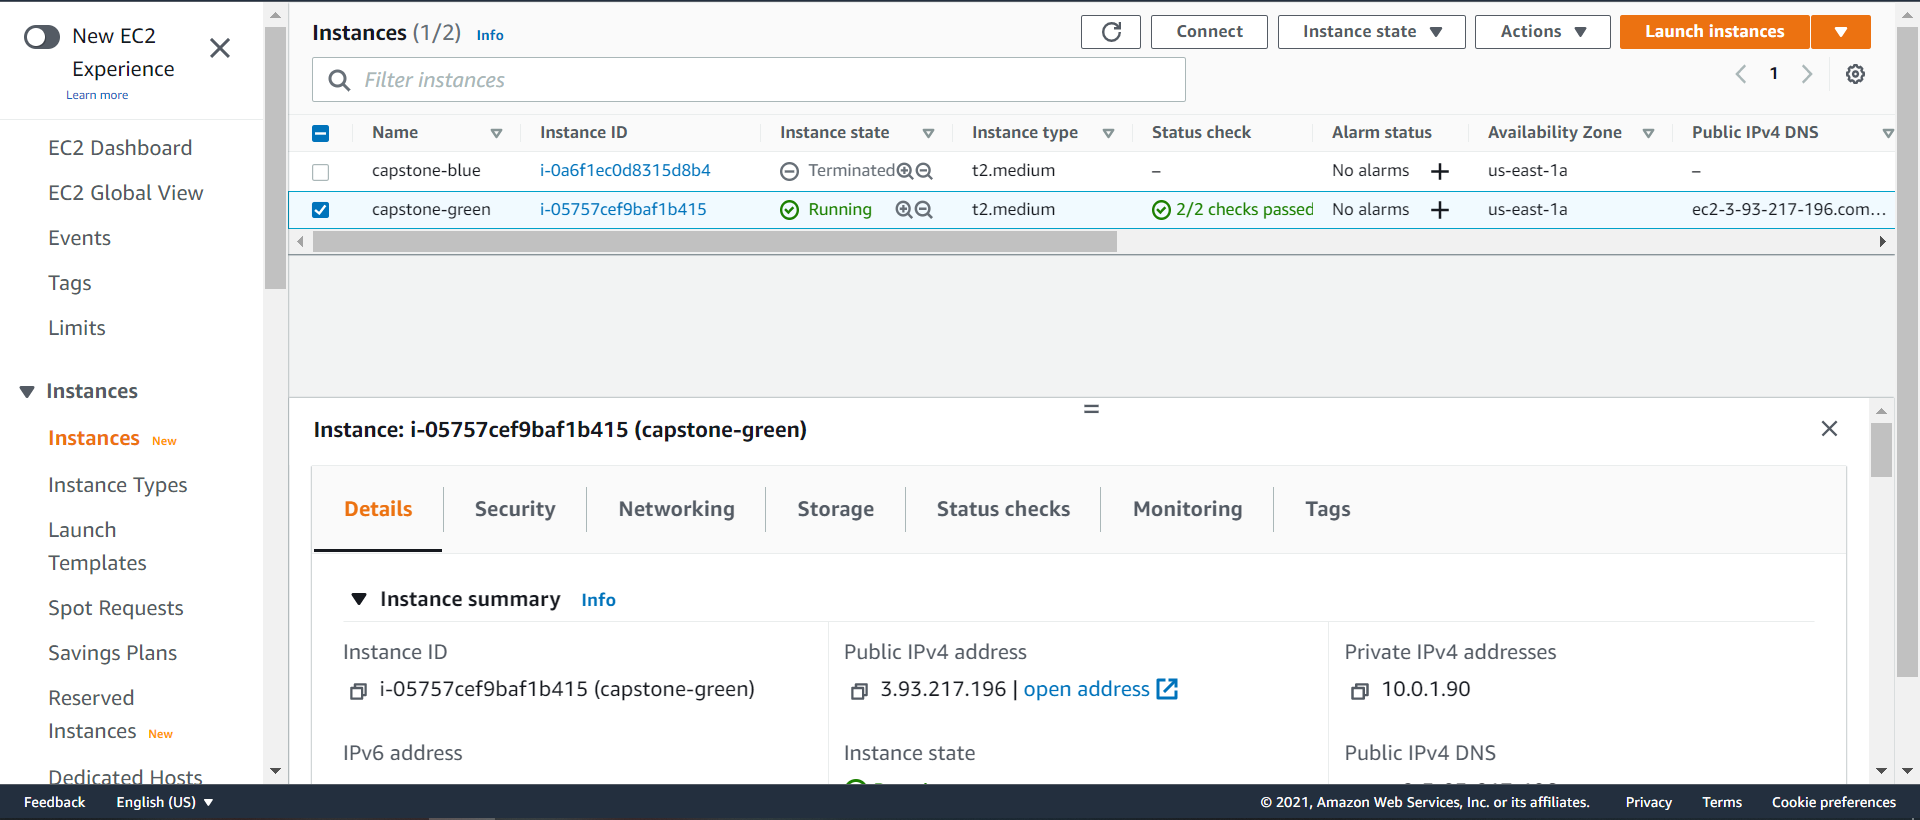 New EC2
Experience
Learn more
EC2 Dashboard
EC2 Global View
Events
Tags
Limits
Instances
Instances New
Instance Types
Launch
Templates
Spot Requests
Savings Plans
Reserved
Instances New
Dedicated Hosts
Instances (1/2) Info
Connect
Instance state
Actions
Launch instances
Filter instances
1
Name Instance ID Instance state Instance type Status check Alarm status Availability Zone Public IPv4 DNS
capstone-blue i-0a6f1ec0d8315d8b4 Terminated t2.medium – No alarms + us-east-1a –
capstone-green i-05757cef9baf1b415 Running t2.medium 2/2 checks passed No alarms + us-east-1a ec2-3-93-217-196.com...
Instance: i-05757cef9baf1b415 (capstone-green)
Details Security Networking Storage Status checks Monitoring Tags
Instance summary Info
Instance ID
i-05757cef9baf1b415 (capstone-green)
Public IPv4 address
3.93.217.196 | open address
Private IPv4 addresses
10.0.1.90
IPv6 address
Instance state
Public IPv4 DNS
Feedback English (US) © 2021, Amazon Web Services, Inc. or its affiliates. Privacy Terms Cookie preferences